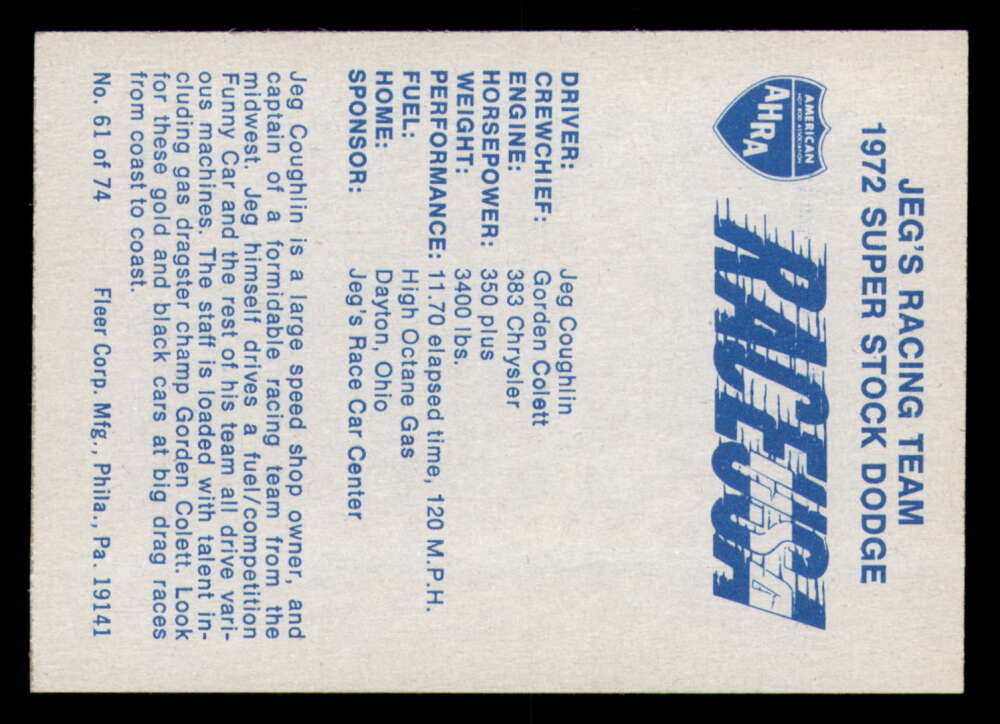 JEG'S RACING TEAM
1972 SUPER STOCK DODGE
AMERICAN
HOT ROD ASSOCIATION
AHRA
RACE USA
DRIVER: Jeg Coughlin
CREWCHIEF: Gorden Colett
ENGINE: 383 Chrysler
HORSEPOWER: 350 plus
WEIGHT: 3400 lbs.
PERFORMANCE: 11.70 elapsed time, 120 M.P.H.
FUEL: High Octane Gas
HOME: Dayton, Ohio
SPONSOR: Jeg's Race Car Center
Jeg Coughlin is a large speed shop owner, and
captain of a formidable racing team from the
midwest. Jeg himself drives a fuel/competition
Funny Car and the rest of his team all drive vari-
ous machines. The staff is loaded with talent in-
cluding gas dragster champ Gorden Colett. Look
for these gold and black cars at big drag races
from coast to coast.
No. 61 of 74 Fleer Corp. Mfg., Phila., Pa. 19141